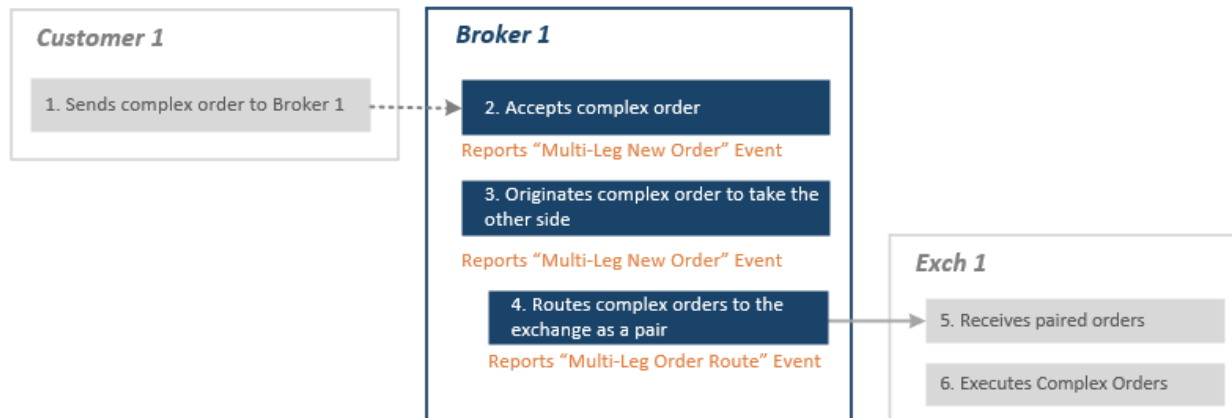 Customer 1
1. Sends complex order to Broker 1
Broker 1
2. Accepts complex order
Reports “Multi-Leg New Order” Event
3. Originates complex order to take the
other side
Reports “Multi-Leg New Order” Event
4. Routes complex orders to the
exchange as a pair
Reports “Multi-Leg Order Route” Event
Exch 1
5. Receives paired orders
6. Executes Complex Orders